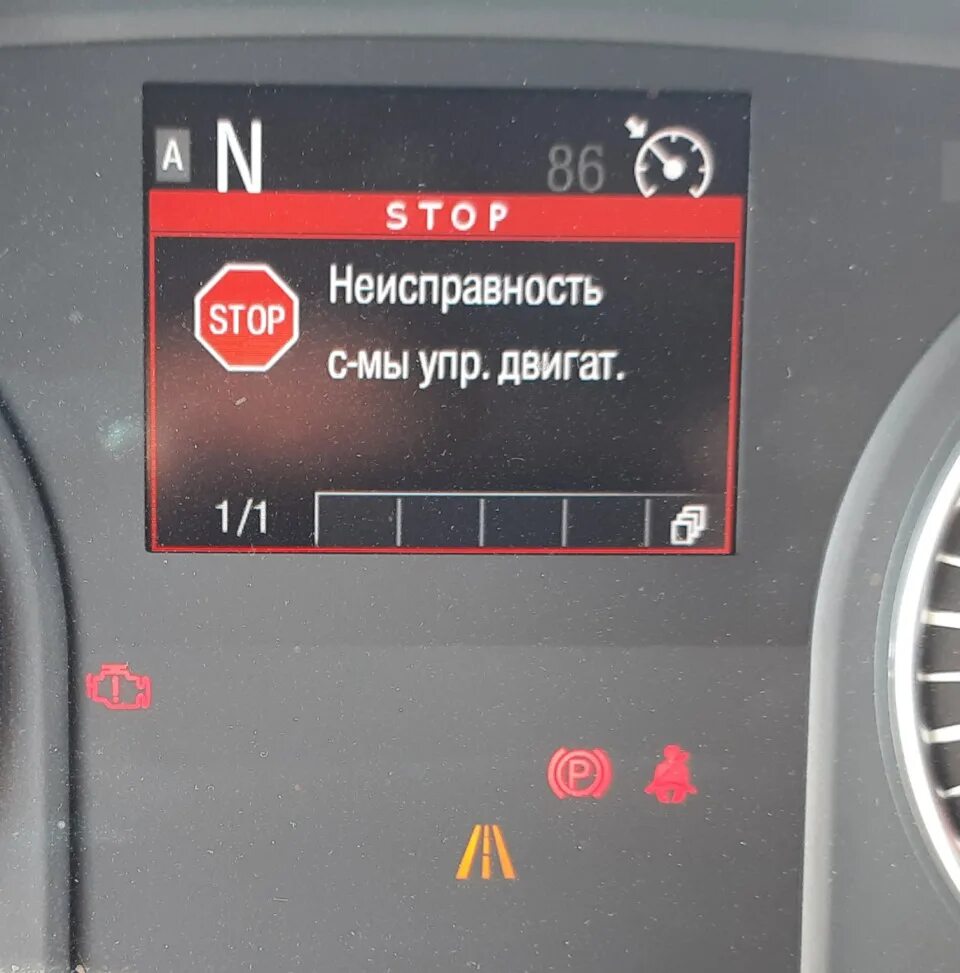 A N 86
STOP
STOP
Неисправность
с-мы упр. двигат.
1/1
P